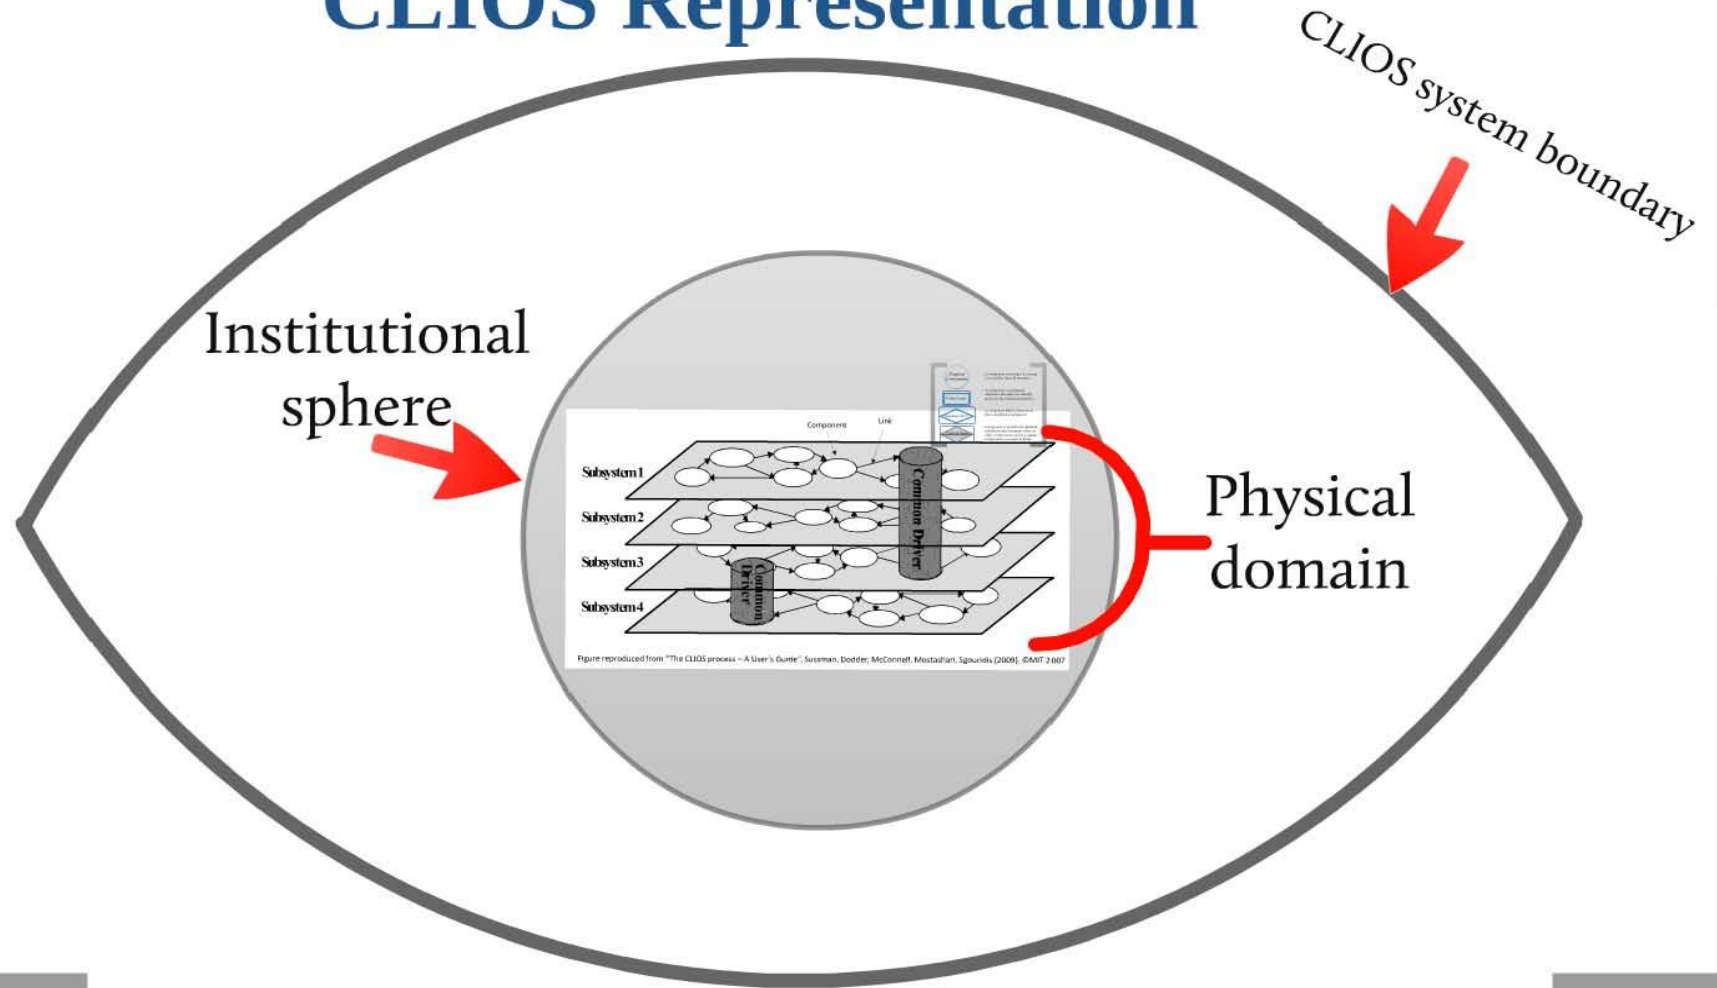 CLIOS Representation
CLIOS system boundary
Institutional
sphere
Component
Link
Subsystem 1
Common Driver
Subsystem 2
Subsystem 3
Common
Driver
Subsystem 4
Physical
domain
Figure reproduced from "The CLIOS process – A User's Guide", Sussman, Dodder, McConnell, Mostashari, Sgouridis (2009). ©MIT 2007